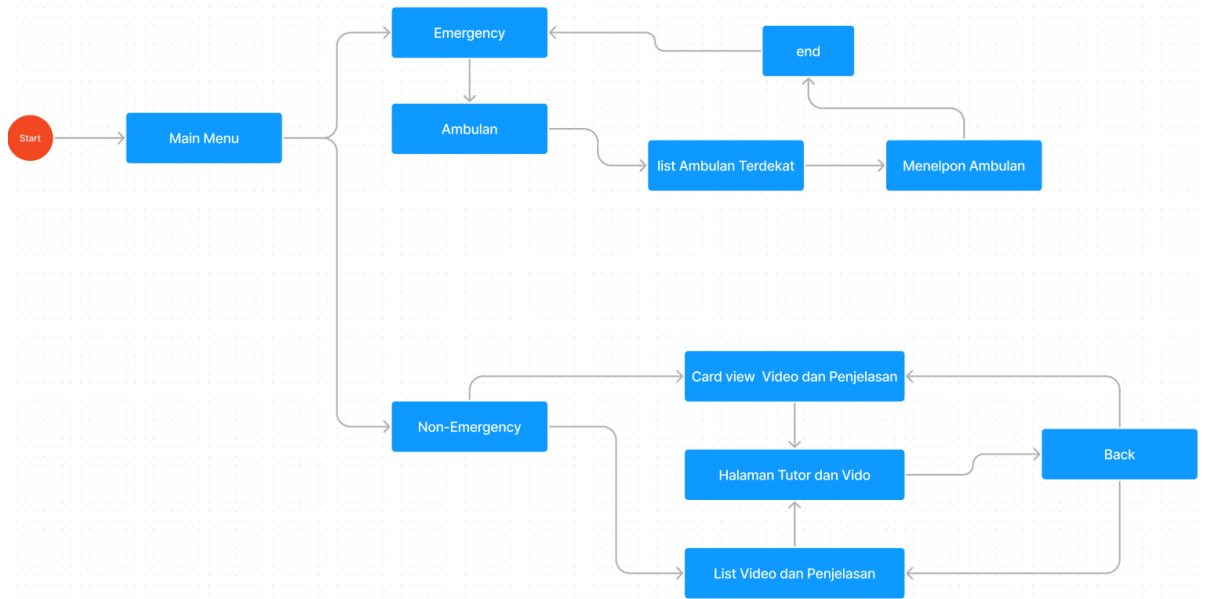 Emergency
end
Start
Main Menu
Ambulan
list Ambulan Terdekat
Menelpon Ambulan
Card view Video dan Penjelasan
Non-Emergency
Back
Halaman Tutor dan Vido
List Video dan Penjelasan